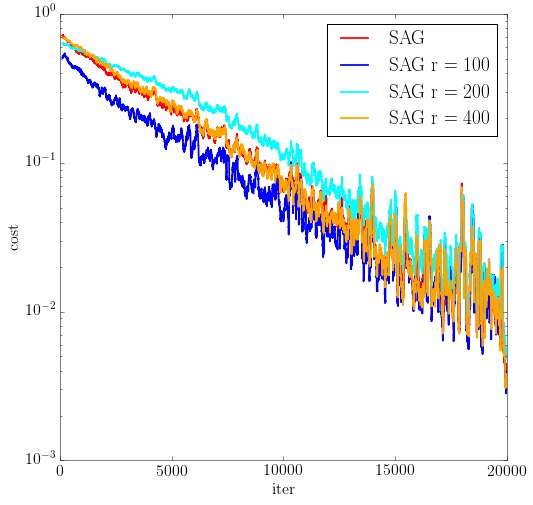 10^0
10^-1
10^-2
10^-3
cost
SAG
SAG r = 100
SAG r = 200
SAG r = 400
0 5000 10000 15000 20000
iter